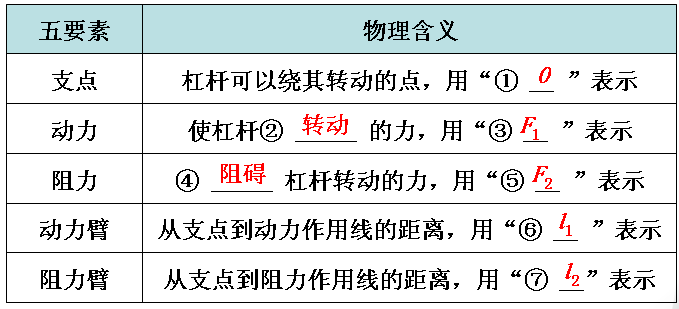 五要素 物理含义
支点 杠杆可以绕其转动的点，用“① O ”表示
动力 使杠杆② 转动 的力，用“③ F₁ ”表示
阻力 ④ 阻碍 杠杆转动的力，用“⑤ F₂ ”表示
动力臂 从支点到动力作用线的距离，用“⑥ l₁ ”表示
阻力臂 从支点到阻力作用线的距离，用“⑦ l₂ ”表示